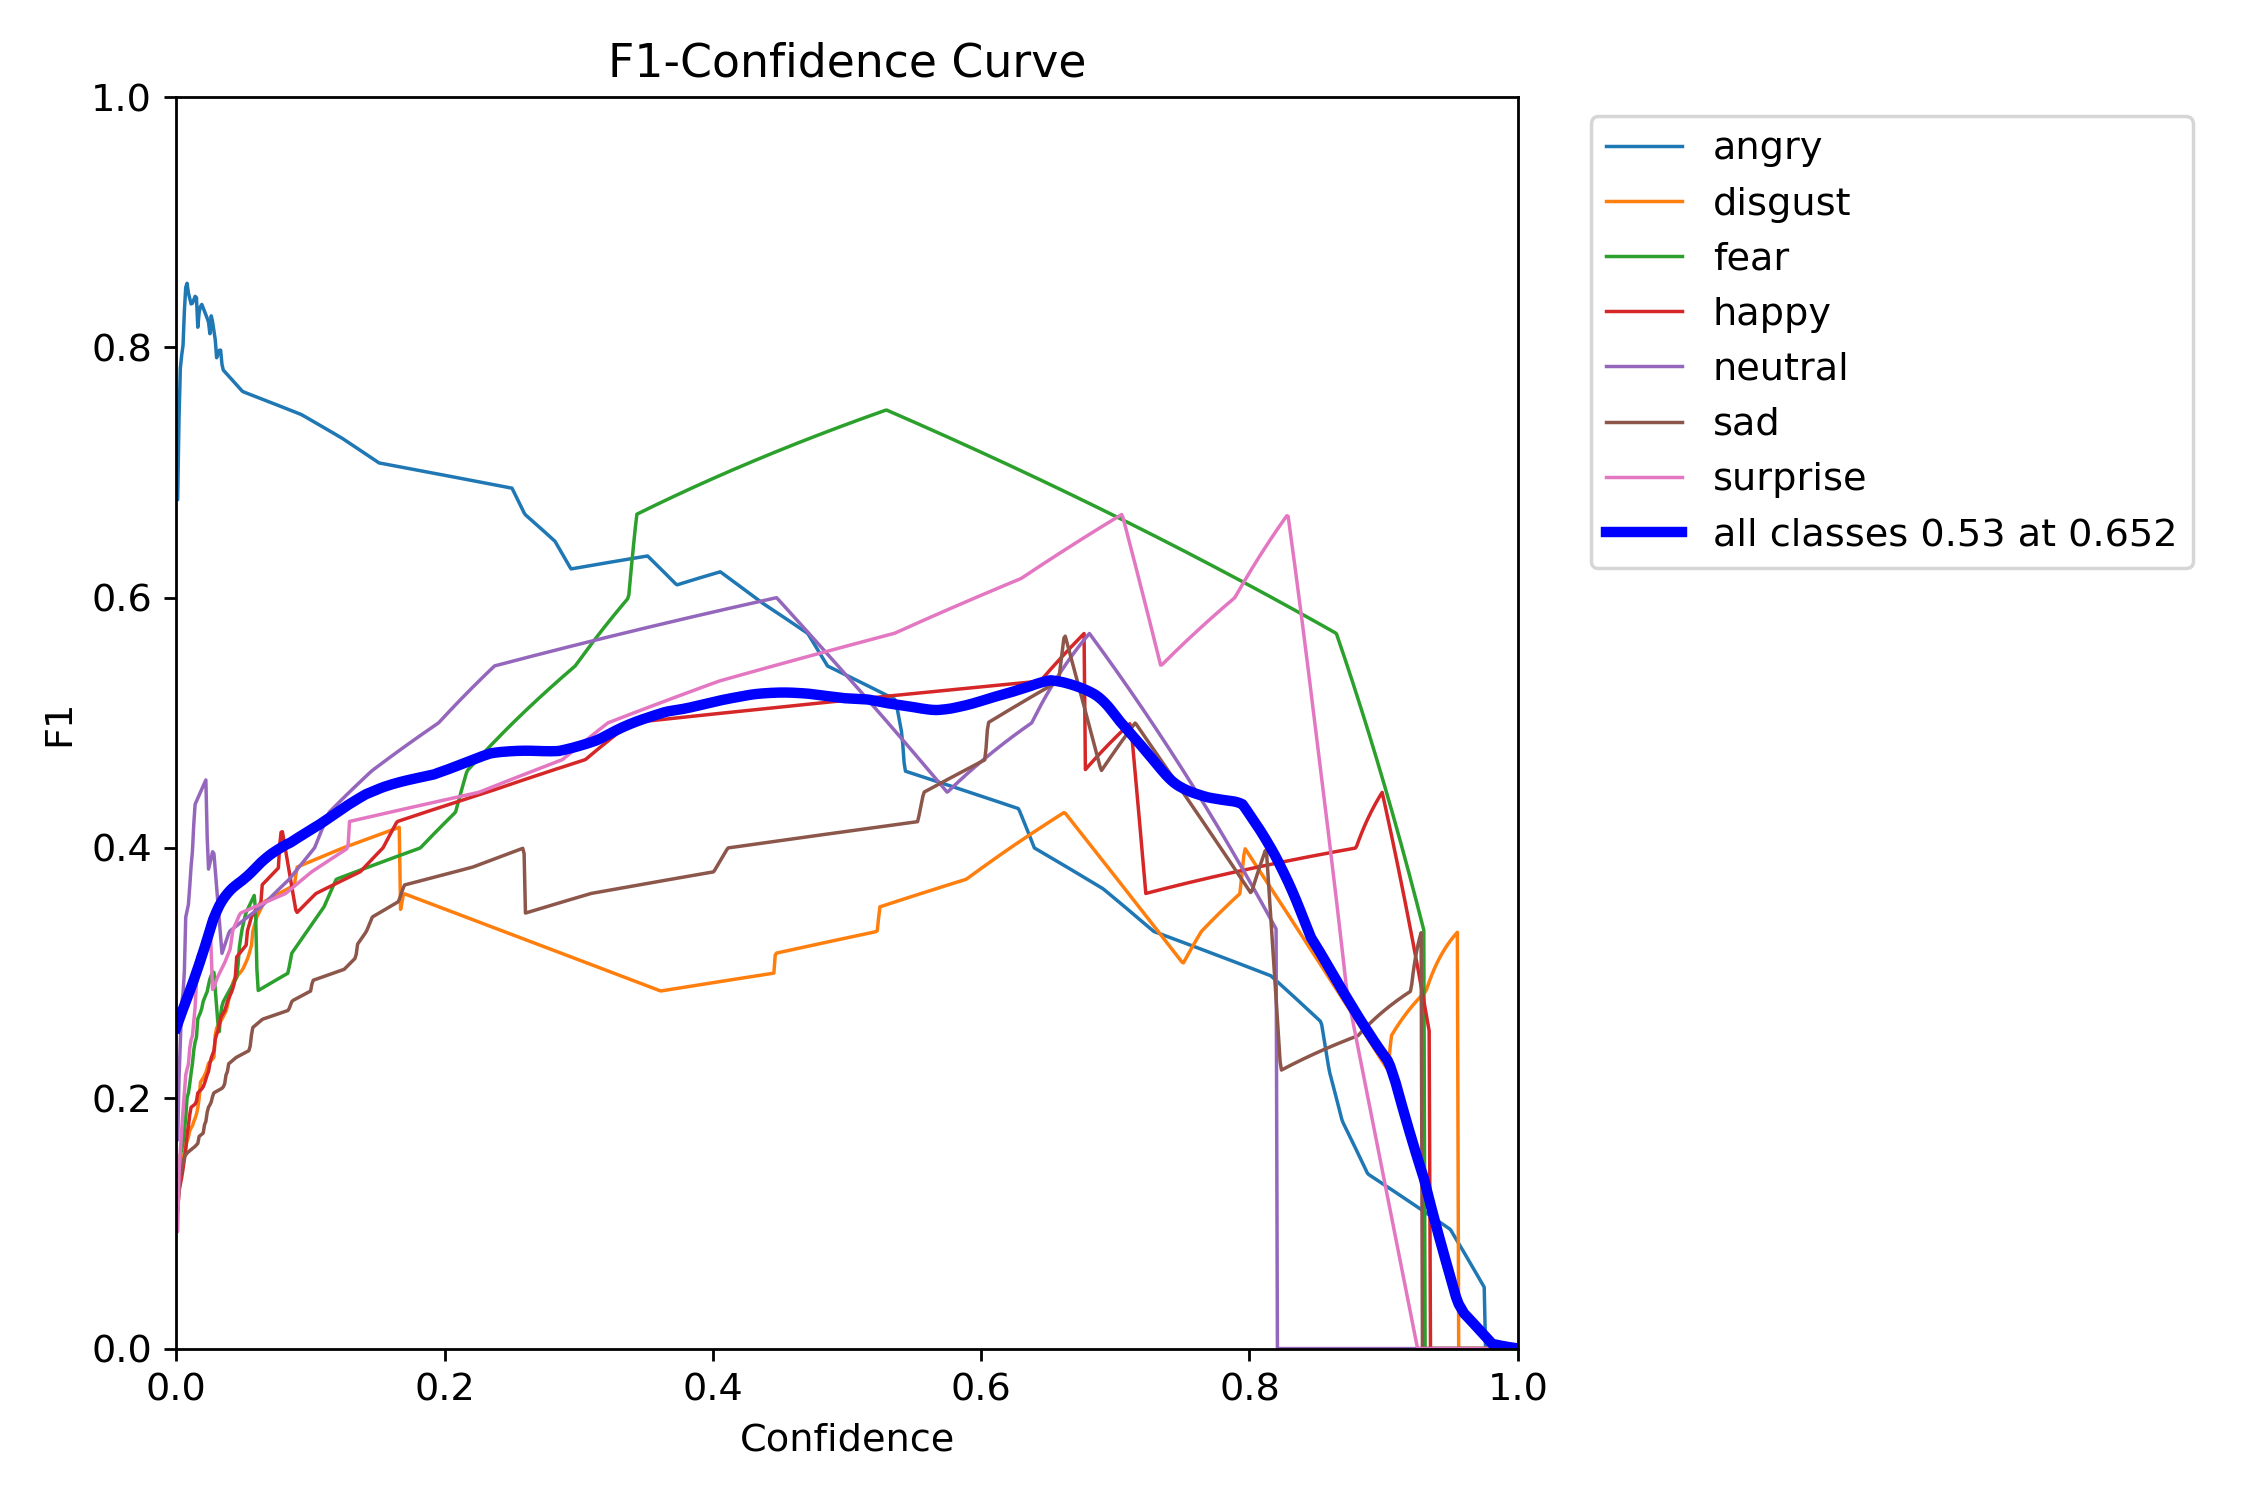 F1-Confidence Curve
1.0
0.8
0.6
0.4
0.2
0.0
F1
0.0 0.2 0.4 0.6 0.8 1.0
Confidence
angry
disgust
fear
happy
neutral
sad
surprise
all classes 0.53 at 0.652